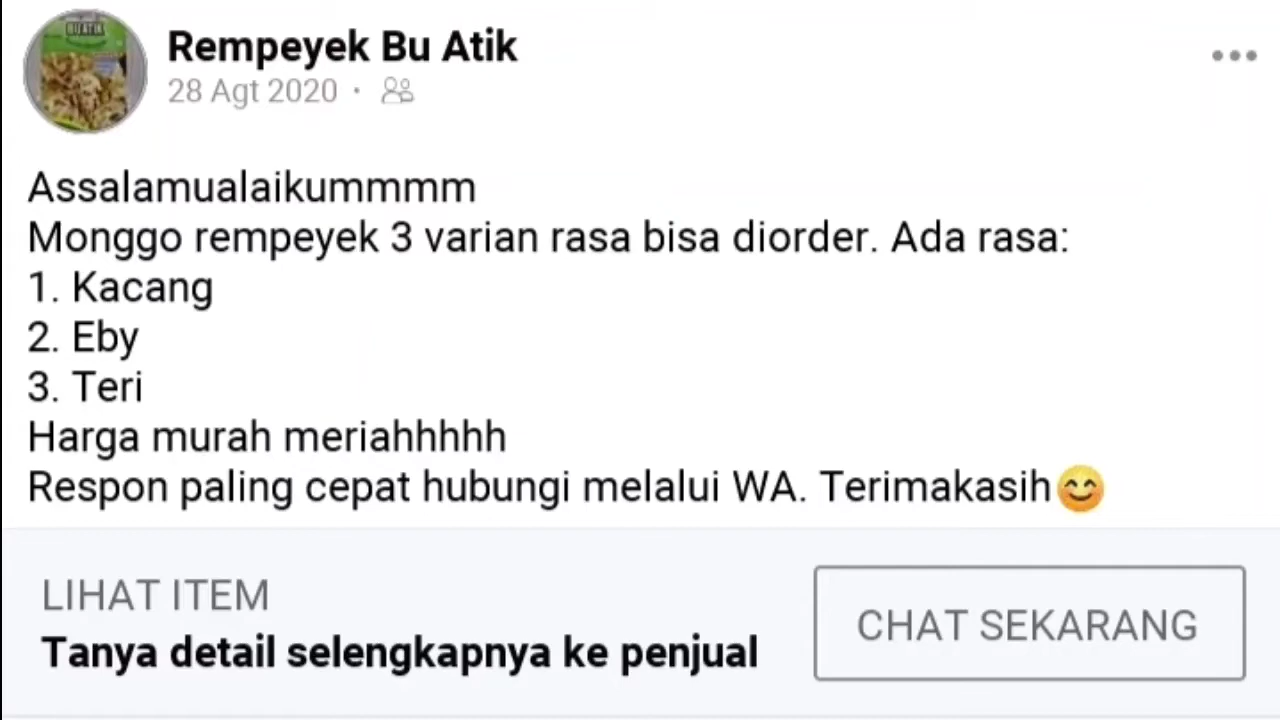 BU ATIK
Rempeyek Bu Atik
28 Agt 2020 ·
Assalamualaikummmm
Monggo rempeyek 3 varian rasa bisa diorder. Ada rasa:
1. Kacang
2. Eby
3. Teri
Harga murah meriahhhhh
Respon paling cepat hubungi melalui WA. Terimakasih😊
LIHAT ITEM
Tanya detail selengkapnya ke penjual
CHAT SEKARANG